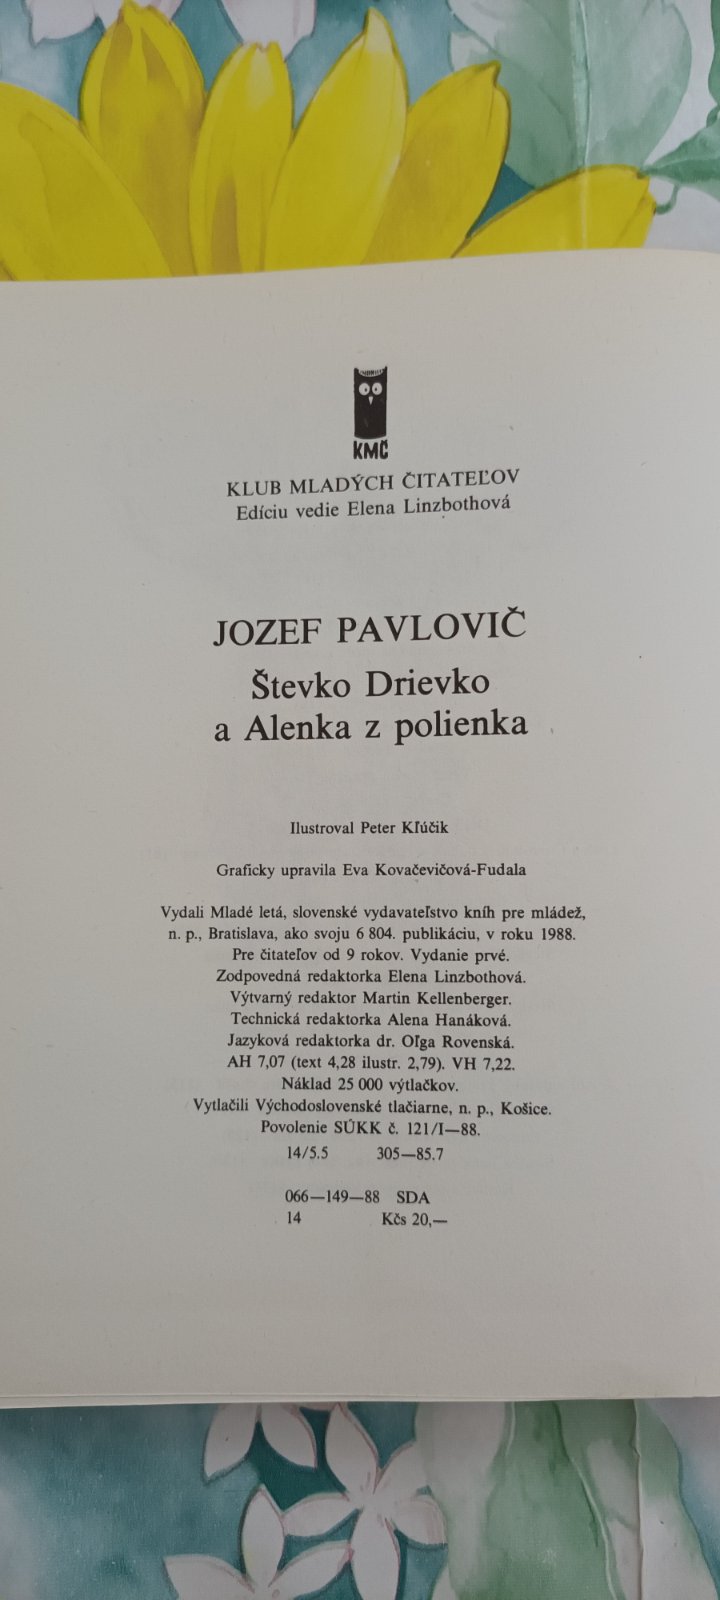 KMČ
KLUB MLADÝCH ČITATEĽOV
Edíciu vedie Elena Linzbothová
JOZEF PAVLOVIČ
Števko Drievko
a Alenka z polienka
Ilustroval Peter Kľúčik
Graficky upravila Eva Kovačevičová-Fudala
Vydali Mladé letá, slovenské vydavateľstvo kníh pre mládež,
n. p., Bratislava, ako svoju 6 804. publikáciu, v roku 1988.
Pre čitateľov od 9 rokov. Vydanie prvé.
Zodpovedná redaktorka Elena Linzbothová.
Výtvarný redaktor Martin Kellenberger.
Technická redaktorka Alena Hanáková.
Jazyková redaktorka dr. Oľga Rovenská.
AH 7,07 (text 4,28 ilustr. 2,79). VH 7,22.
Náklad 25 000 výtlačkov.
Vytlačili Východoslovenské tlačiarne, n. p., Košice.
Povolenie SÚKK č. 121/I—88.
14/5.5 305—85.7
066—149—88 SDA
14 Kčs 20,—